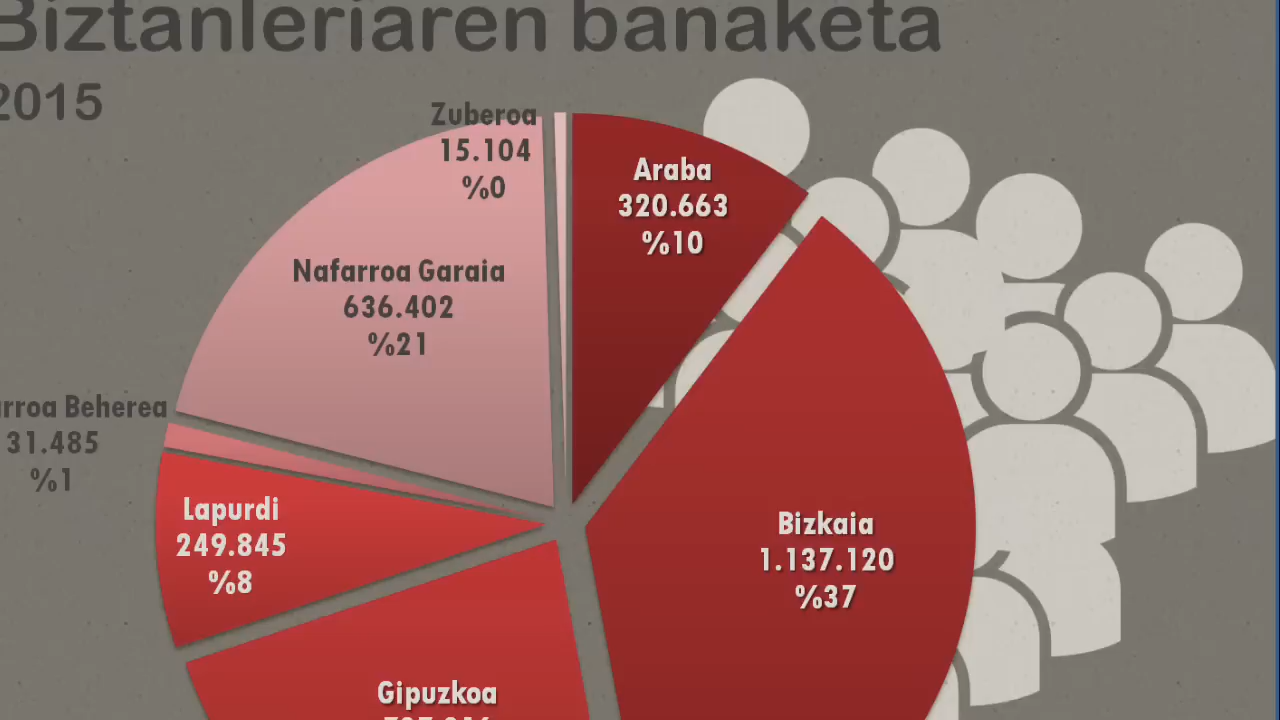 Biztanleriaren banaketa
2015
Zuberoa
15.104
%0
Araba
320.663
%10
Nafarroa Garaia
636.402
%21
Beherea
31.485
%1
Lapurdi
249.845
%8
Bizkaia
1.137.120
%37
Gipuzkoa